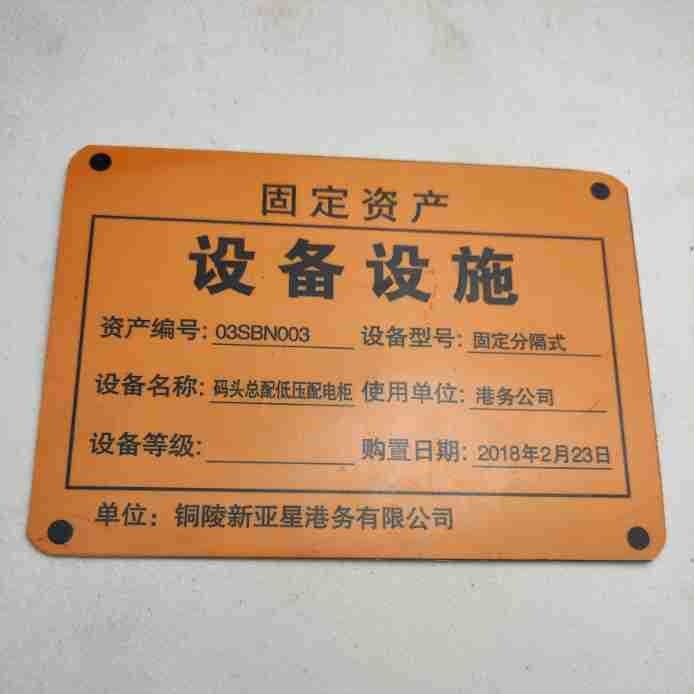 固定资产
设备设施
资产编号: 03SBN003 设备型号: 固定分隔式
设备名称: 码头总配低压配电柜 使用单位: 港务公司
设备等级: 购置日期: 2018年2月23日
单位: 铜陵新亚星港务有限公司